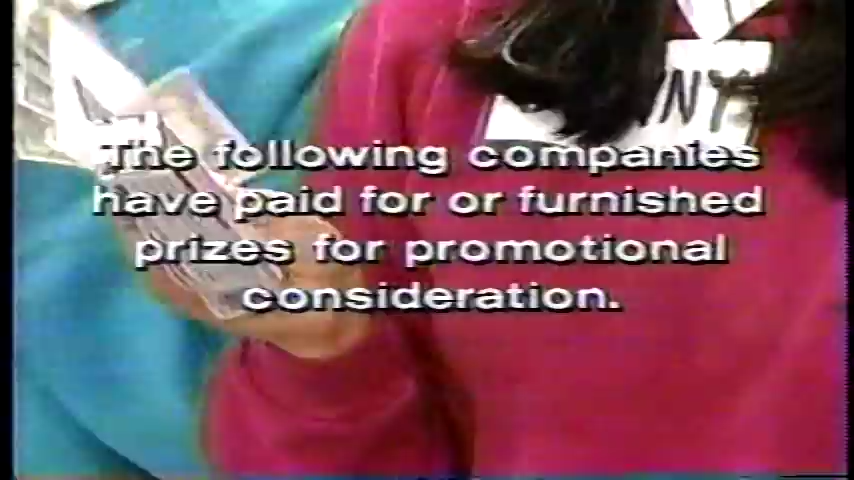 The following companies
have paid for or furnished
prizes for promotional
consideration.